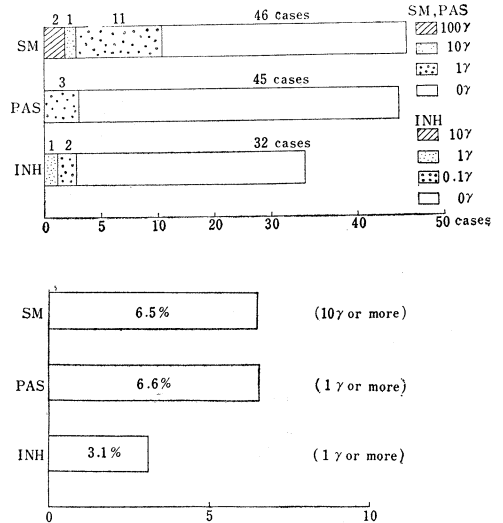 2 1 11 46 cases
SM
3 45 cases
PAS
1 2 32 cases
INH
0 10 20 30 40 50 cases
SM, PAS
100γ
10γ
1γ
0γ
INH
10γ
1γ
0.1γ
0γ
SM 6.5% (10γ or more)
PAS 6.6% (1γ or more)
INH 3.1% (1γ or more)
0 5 10